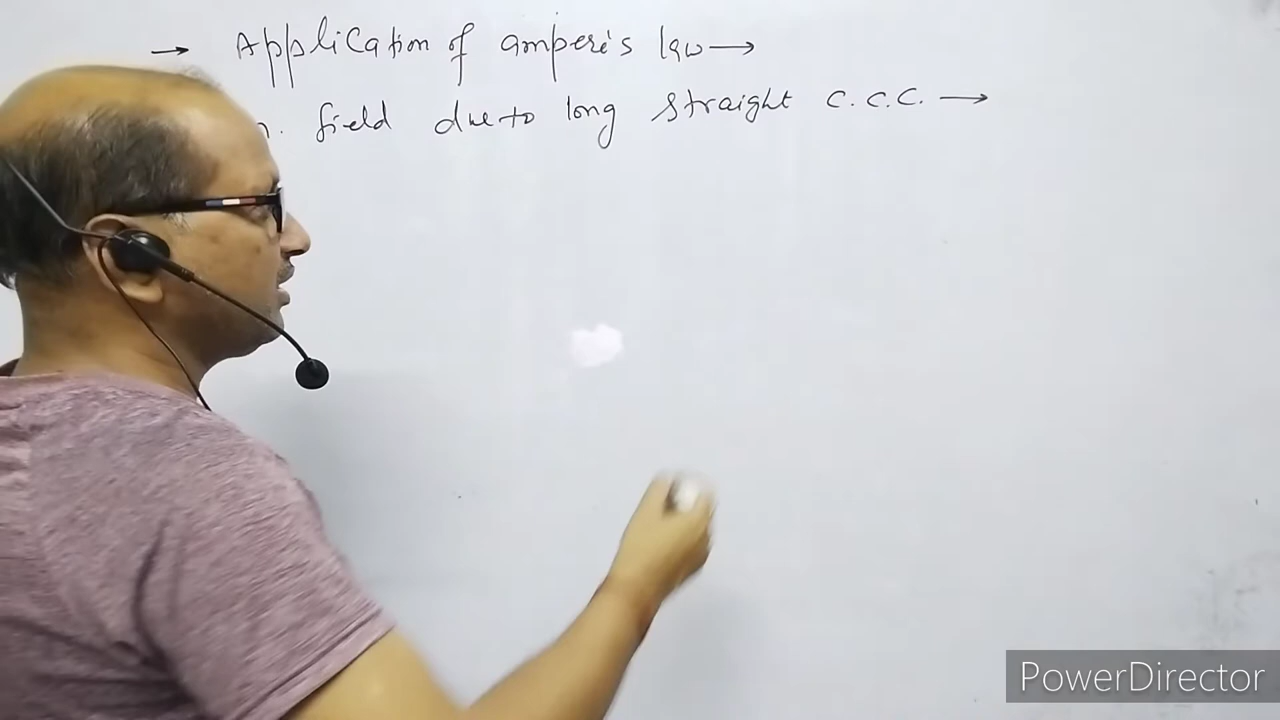 → Application of ampere's law →
n. field due to long straight C.C.C. →
PowerDirector